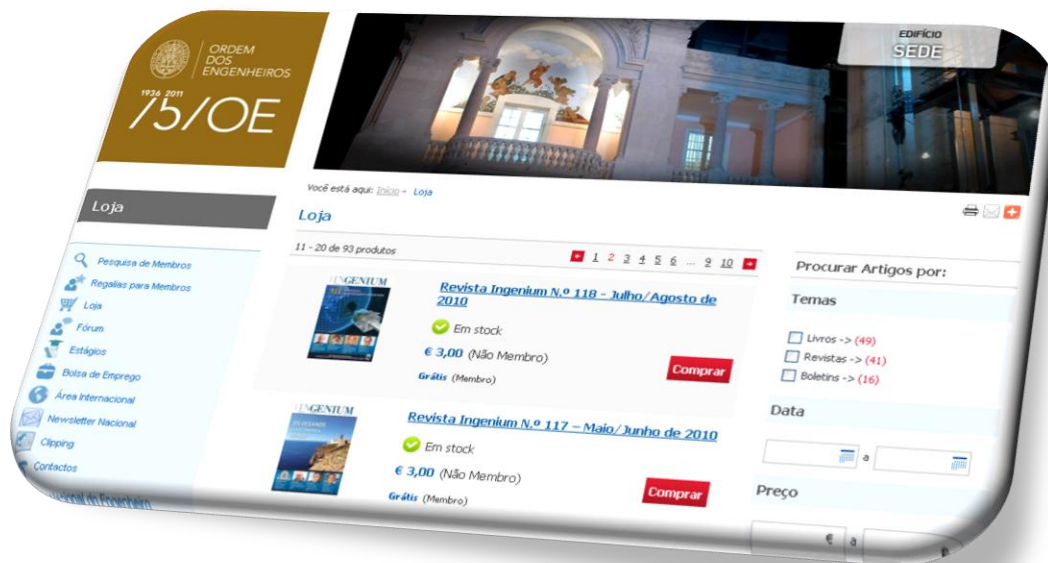 ORDEM
DOS
ENGENHEIROS
1936 2011
75/OE
EDIFÍCIO
SEDE
Loja
Pesquisa de Membros
Regalias para Membros
Loja
Fórum
Estágios
Bolsa de Emprego
Área Internacional
Newsletter Nacional
Clipping
Contactos
Você está aqui: Início Loja
Loja
11 - 20 de 93 produtos
1 2 3 4 5 6 ... 9 10
INGENIUM
Revista Ingenium N.º 118 - Julho/Agosto de
2010
Em stock
€ 3,00 (Não Membro)
Grátis (Membro)
Comprar
INGENIUM
Revista Ingenium N.º 117 – Maio/Junho de 2010
Em stock
€ 3,00 (Não Membro)
Grátis (Membro)
Comprar
Procurar Artigos por:
Temas
Livros -> (49)
Revistas -> (41)
Boletins -> (16)
Data
a
Preço
€ a